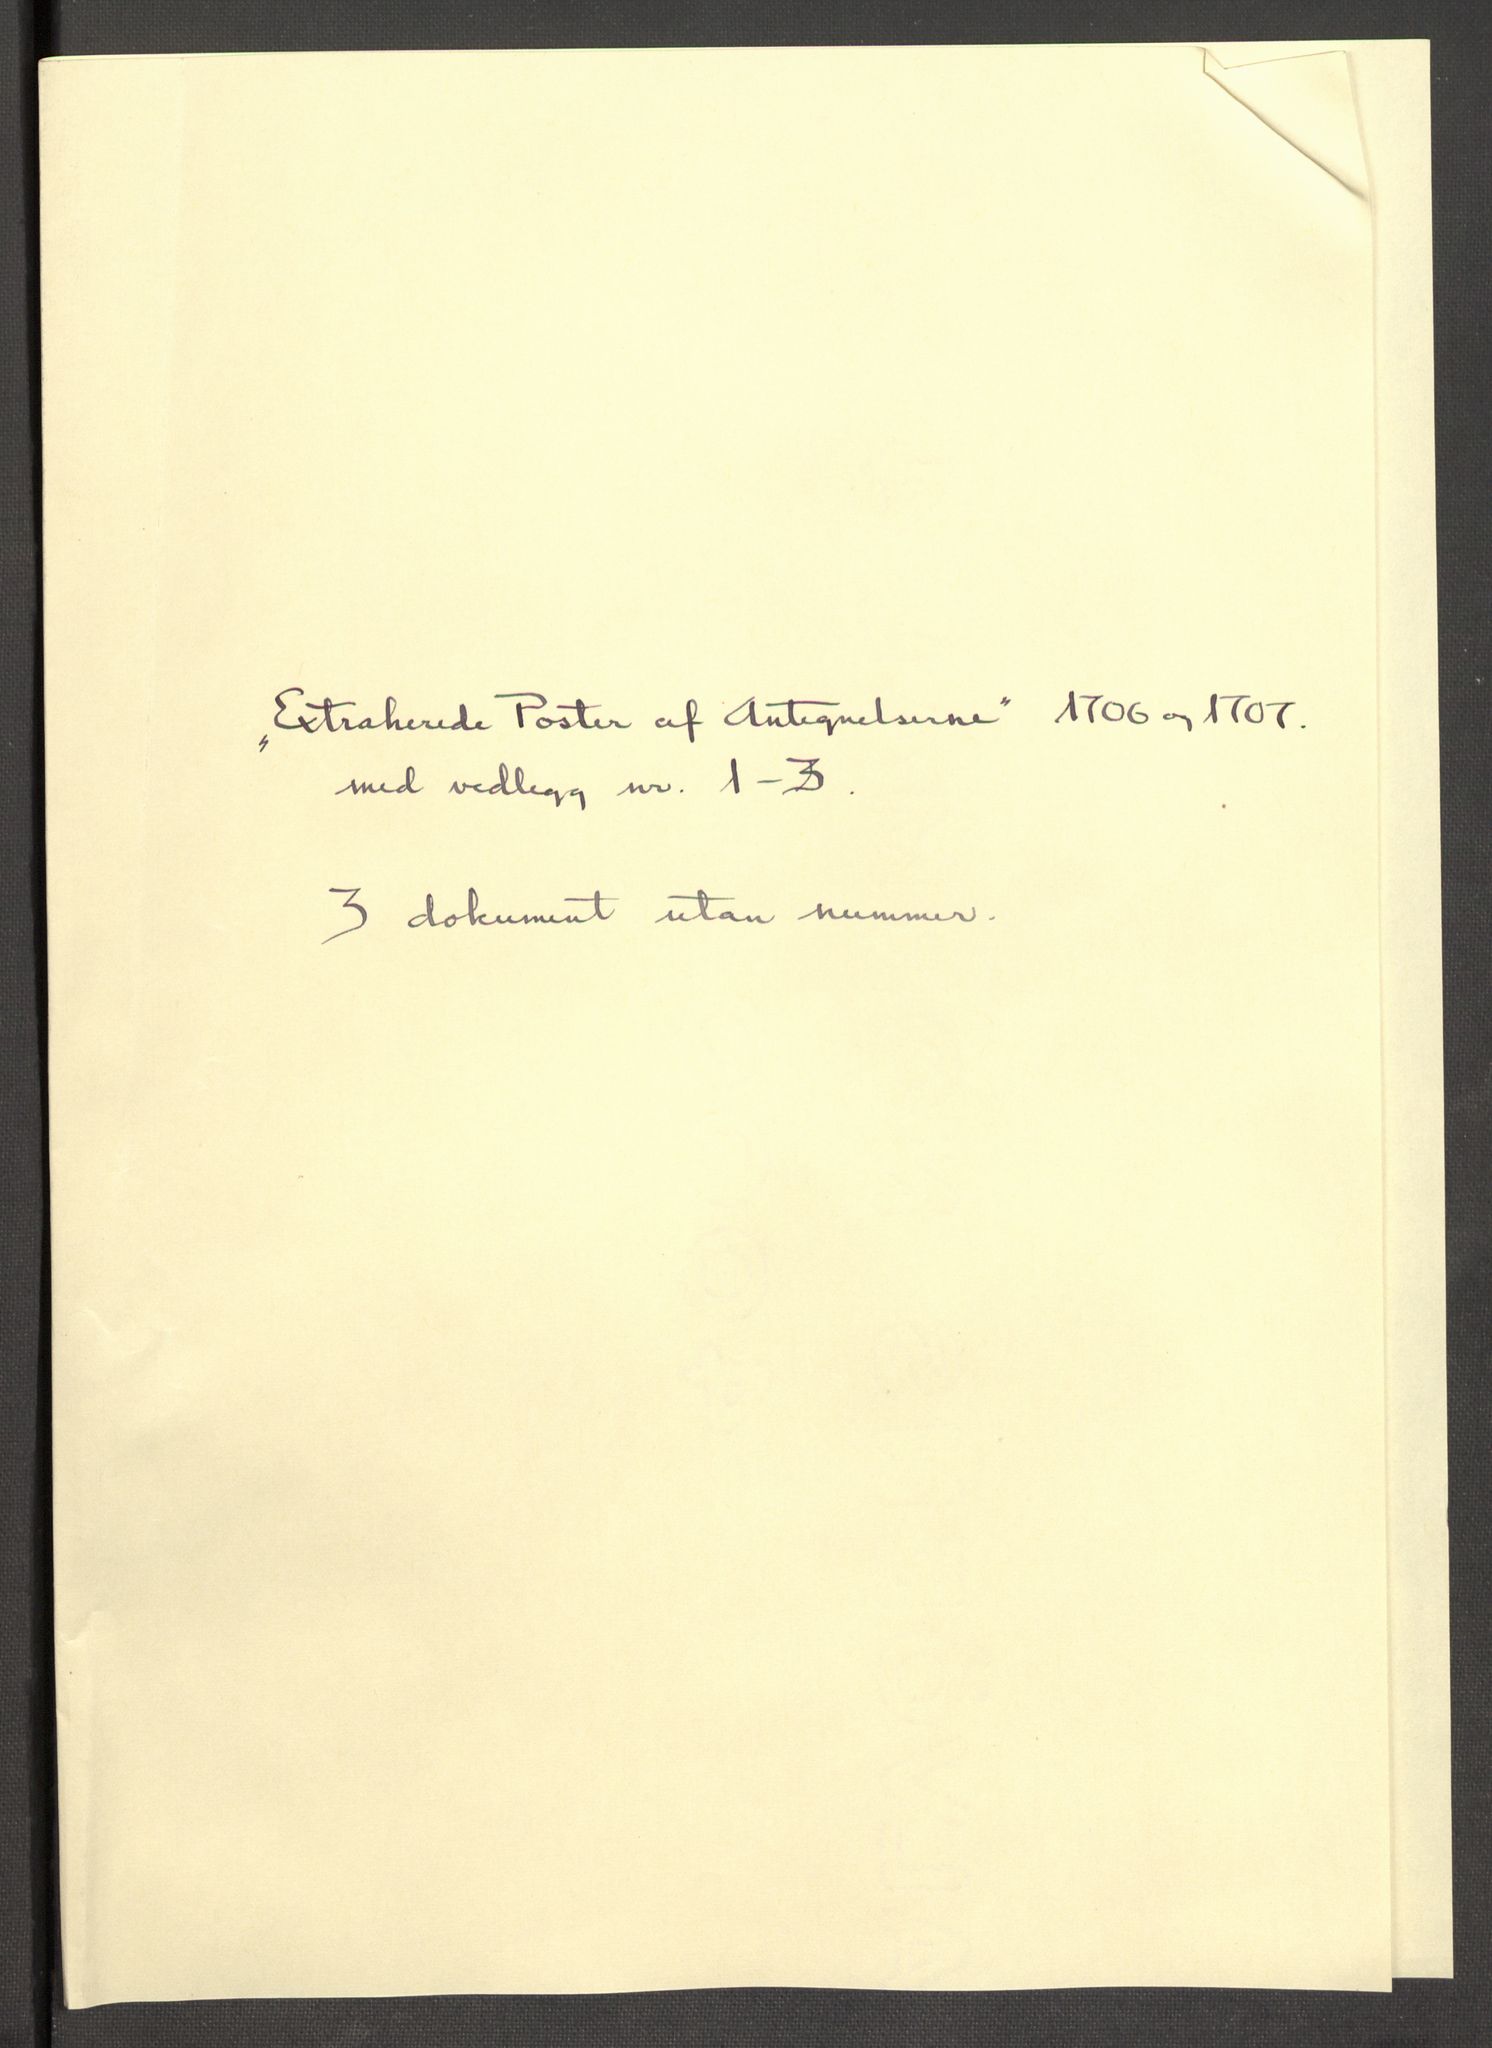 „Extraherede Poster af Antegnelserne" 1706 og 1707.
med vedlegg nr. 1-3.
3 dokument utan nummer.